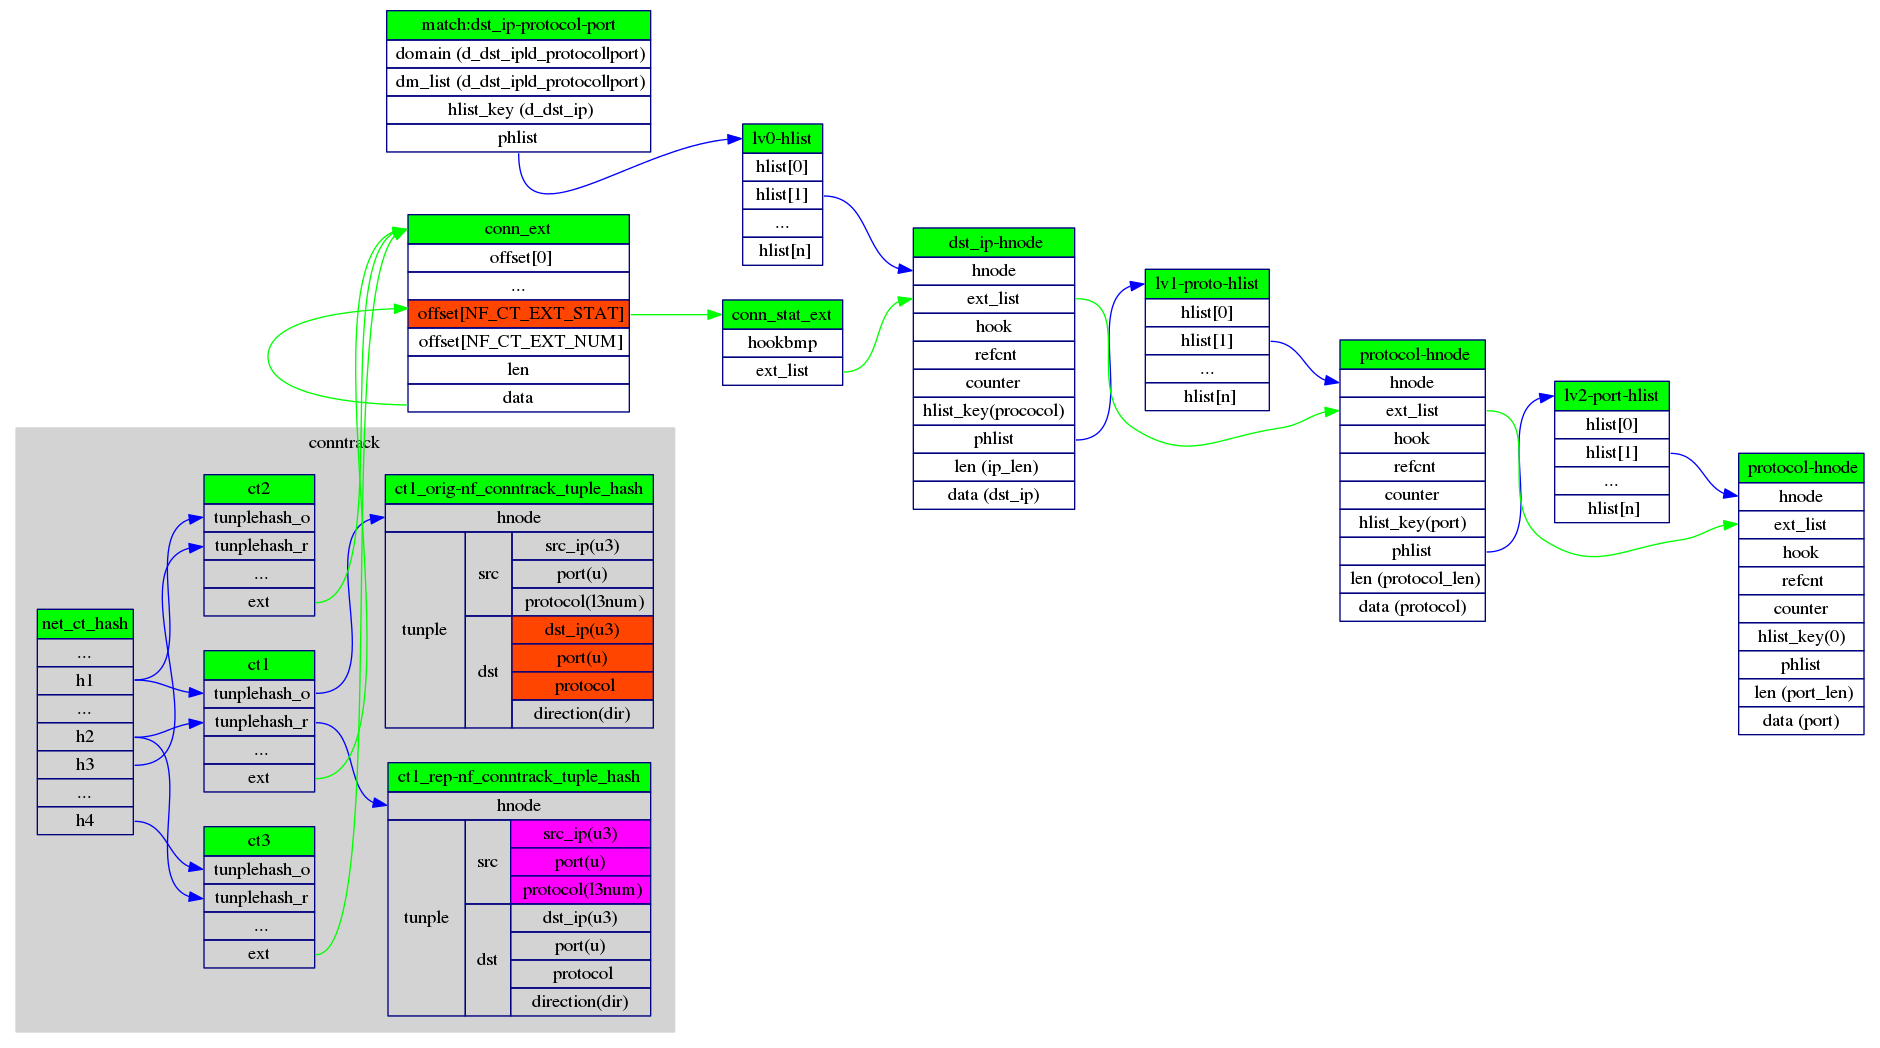 match:dst_ip-protocol-port
domain (d_dst_ip|d_protocol|port)
dm_list (d_dst_ip|d_protocol|port)
hlist_key (d_dst_ip)
phlist
lv0-hlist
hlist[0]
hlist[1]
...
hlist[n]
conn_ext
offset[0]
...
offset[NF_CT_EXT_STAT]
offset[NF_CT_EXT_NUM]
len
data
conn_stat_ext
hookbmp
ext_list
dst_ip-hnode
hnode
ext_list
hook
refcnt
counter
hlist_key(prococol)
phlist
len (ip_len)
data (dst_ip)
lv1-proto-hlist
hlist[0]
hlist[1]
...
hlist[n]
protocol-hnode
hnode
ext_list
hook
refcnt
counter
hlist_key(port)
phlist
len (protocol_len)
data (protocol)
lv2-port-hlist
hlist[0]
hlist[1]
...
hlist[n]
protocol-hnode
hnode
ext_list
hook
refcnt
counter
hlist_key(0)
phlist
len (port_len)
data (port)
conntrack
net_ct_hash
...
h1
...
h2
h3
...
h4
ct2
tunplehash_o
tunplehash_r
...
ext
ct1
tunplehash_o
tunplehash_r
...
ext
ct3
tunplehash_o
tunplehash_r
...
ext
ct1_orig-nf_conntrack_tuple_hash
hnode
tunple
src
src_ip(u3)
port(u)
protocol(l3num)
dst
dst_ip(u3)
port(u)
protocol
direction(dir)
ct1_rep-nf_conntrack_tuple_hash
hnode
tunple
src
src_ip(u3)
port(u)
protocol(l3num)
dst
dst_ip(u3)
port(u)
protocol
direction(dir)